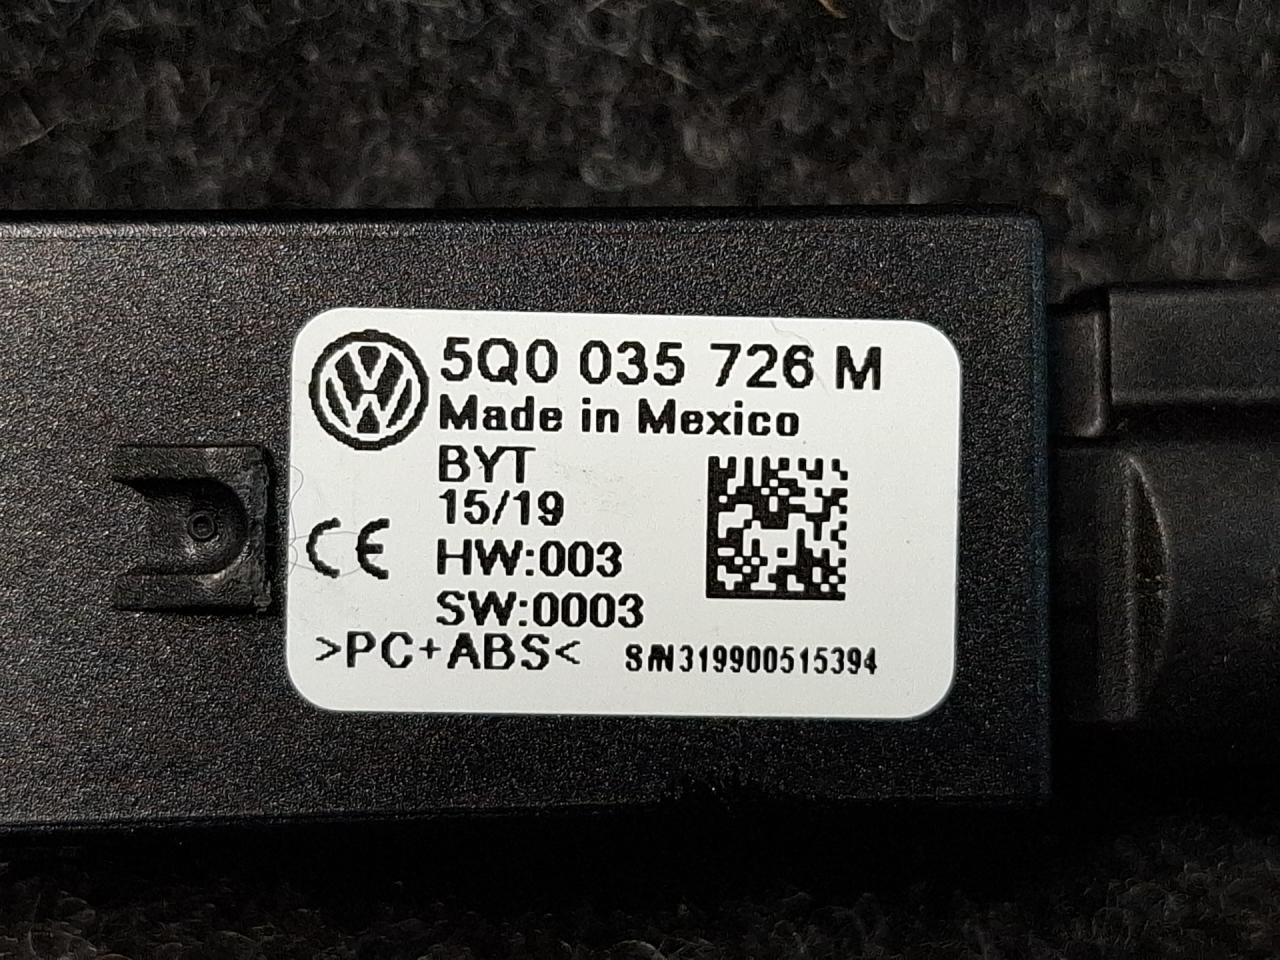 5Q0 035 726 M
Made in Mexico
BYT
15/19
CE HW:003
SW:0003
>PC+ABS< S/N319900515394